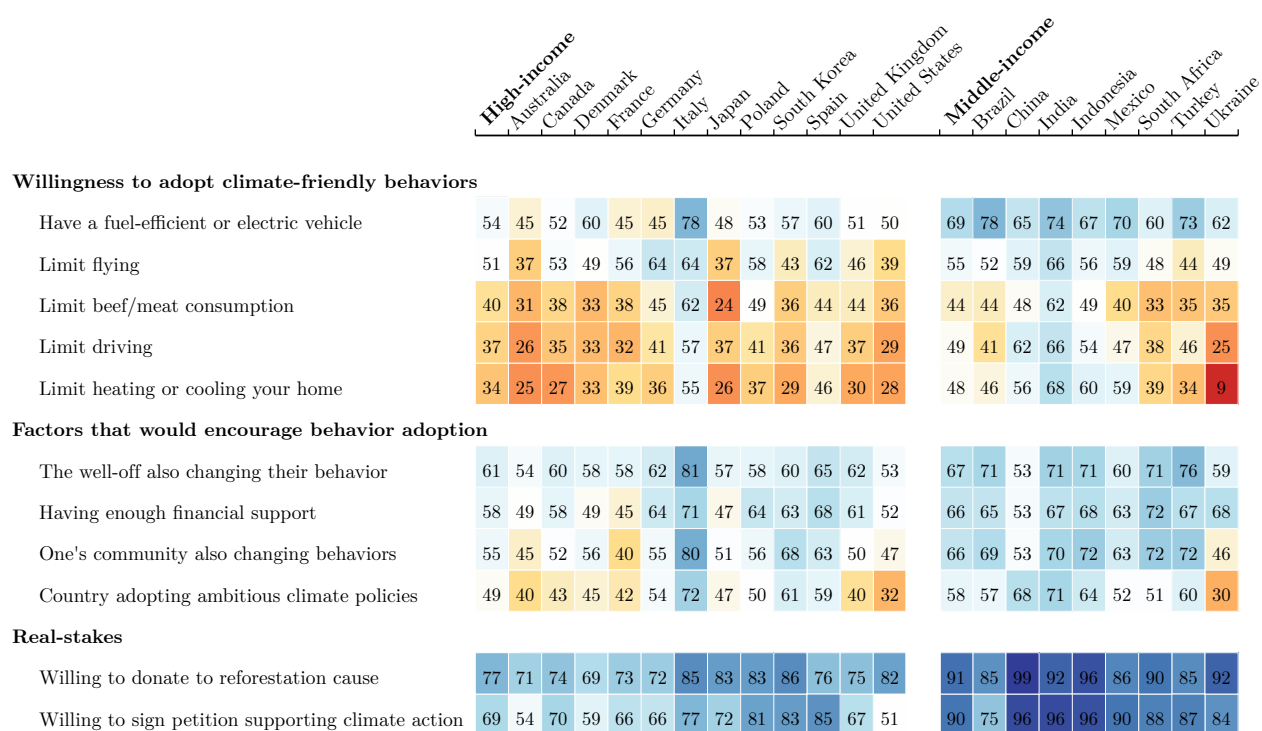 High-income Australia Canada Denmark France Germany Italy Japan Poland South Korea Spain United Kingdom United States Middle-income Brazil China India Indonesia Mexico South Africa Turkey Ukraine
Willingness to adopt climate-friendly behaviors
Have a fuel-efficient or electric vehicle 54 45 52 60 45 45 78 48 53 57 60 51 50 69 78 65 74 67 70 60 73 62
Limit flying 51 37 53 49 56 64 64 37 58 43 62 46 39 55 52 59 66 56 59 48 44 49
Limit beef/meat consumption 40 31 38 33 38 45 62 24 49 36 44 44 36 44 44 48 62 49 40 33 35 35
Limit driving 37 26 35 33 32 41 57 37 41 36 47 37 29 49 41 62 66 54 47 38 46 25
Limit heating or cooling your home 34 25 27 33 39 36 55 26 37 29 46 30 28 48 46 56 68 60 59 39 34 9
Factors that would encourage behavior adoption
The well-off also changing their behavior 61 54 60 58 58 62 81 57 58 60 65 62 53 67 71 53 71 71 60 71 76 59
Having enough financial support 58 49 58 49 45 64 71 47 64 63 68 61 52 66 65 53 67 68 63 72 67 68
One's community also changing behaviors 55 45 52 56 40 55 80 51 56 68 63 50 47 66 69 53 70 72 63 72 72 46
Country adopting ambitious climate policies 49 40 43 45 42 54 72 47 50 61 59 40 32 58 57 68 71 64 52 51 60 30
Real-stakes
Willing to donate to reforestation cause 77 71 74 69 73 72 85 83 83 86 76 75 82 91 85 99 92 96 86 90 85 92
Willing to sign petition supporting climate action 69 54 70 59 66 66 77 72 81 83 85 67 51 90 75 96 96 96 90 88 87 84